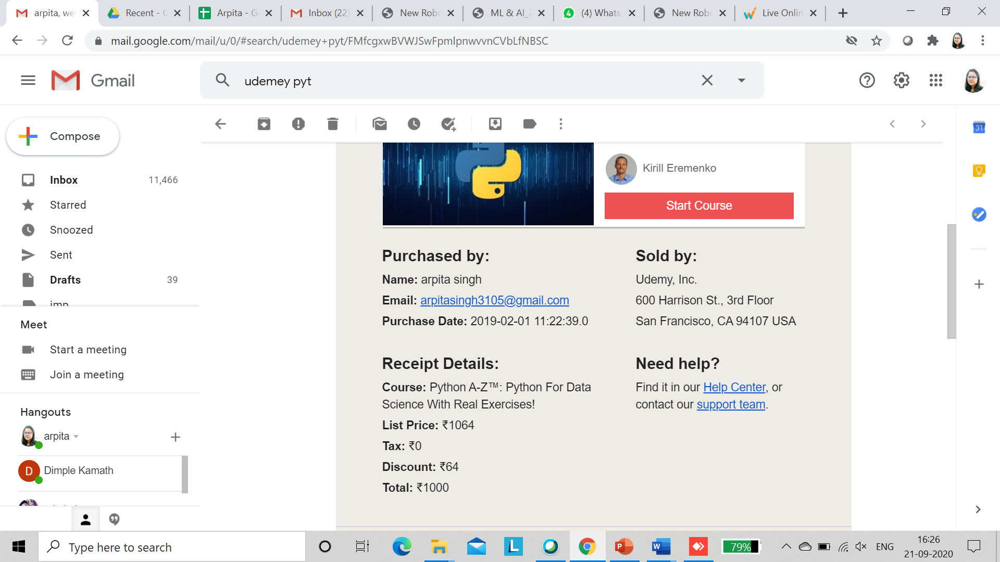 arpita, we
Recent - G
Arpita - G
Inbox (22)
New Robo
ML & AI_
(4) Whats
New Robo
Live Onlin
mail.google.com/mail/u/0/#search/udemey+pyt/FMfcgxwBVWJSwFpmlpnwvvnCVbLfNBSC
Gmail
udemey pyt
Compose
Inbox 11,466
Starred
Snoozed
Sent
Drafts 39
imp
Meet
Start a meeting
Join a meeting
Hangouts
arpita
D Dimple Kamath
Kirill Eremenko
Start Course
Purchased by:
Name: arpita singh
Email: arpitasingh3105@gmail.com
Purchase Date: 2019-02-01 11:22:39.0
Sold by:
Udemy, Inc.
600 Harrison St., 3rd Floor
San Francisco, CA 94107 USA
Receipt Details:
Course: Python A-Z™: Python For Data
Science With Real Exercises!
List Price: ₹1064
Tax: ₹0
Discount: ₹64
Total: ₹1000
Need help?
Find it in our Help Center, or
contact our support team.
31
Type here to search
79%
ENG
16:26
21-09-2020